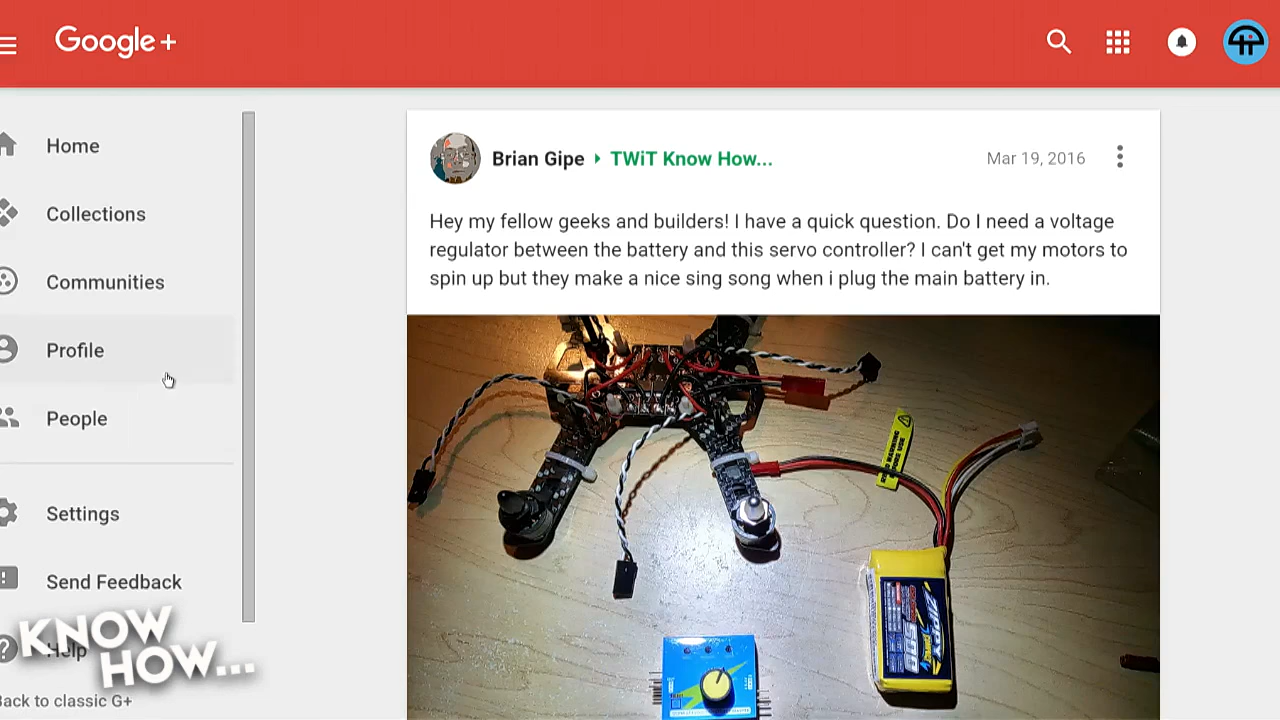 Google+
Home
Collections
Communities
Profile
People
Settings
Send Feedback
Help
Back to classic G+
KNOW
HOW...
Brian Gipe TWiT Know How...
Mar 19, 2016
Hey my fellow geeks and builders! I have a quick question. Do I need a voltage
regulator between the battery and this servo controller? I can't get my motors to
spin up but they make a nice sing song when i plug the main battery in.